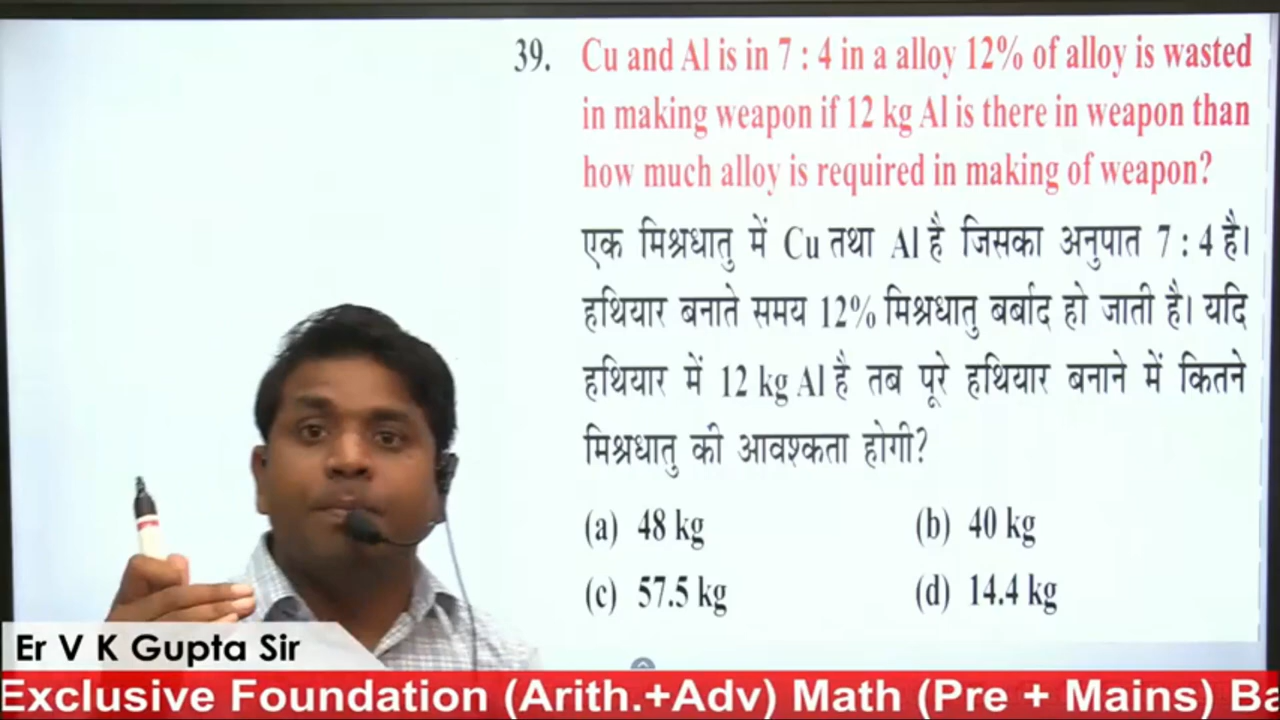 39. Cu and Al is in 7 : 4 in a alloy 12% of alloy is wasted
in making weapon if 12 kg Al is there in weapon than
how much alloy is required in making of weapon?
एक मिश्रधातु में Cu तथा Al है जिसका अनुपात 7 : 4 है।
हथियार बनाते समय 12% मिश्रधातु बर्बाद हो जाती है। यदि
हथियार में 12 kg Al है तब पूरे हथियार बनाने में कितने
मिश्रधातु की आवश्कता होगी?
(a) 48 kg (b) 40 kg
(c) 57.5 kg (d) 14.4 kg
Er V K Gupta Sir
Exclusive Foundation (Arith.+Adv) Math (Pre + Mains) Ba